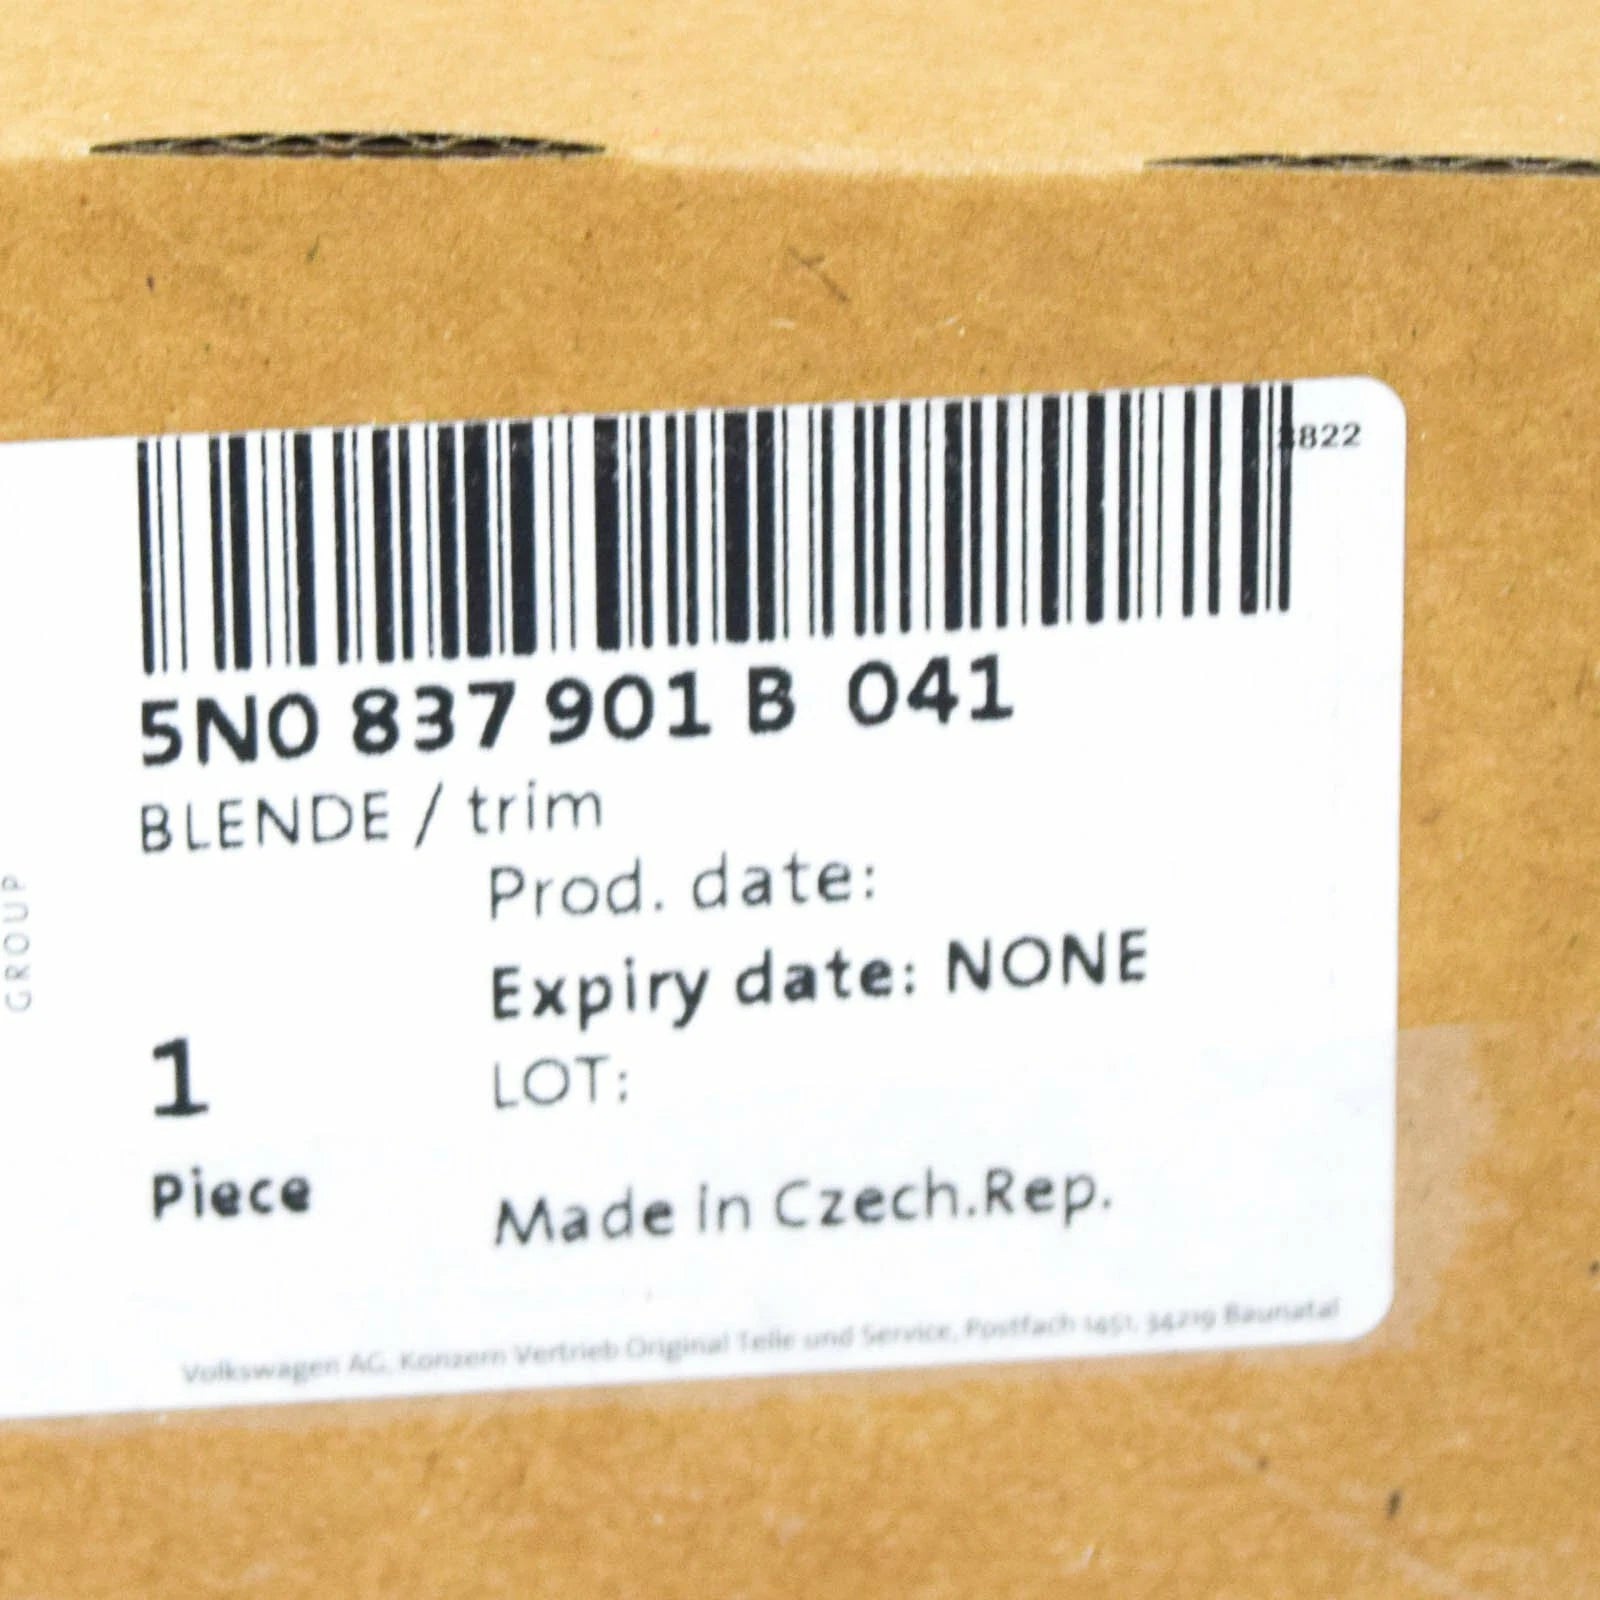 822
5N0 837 901 B 041
BLENDE / trim
Prod. date:
Expiry date: NONE
LOT:
1
Piece
Made in Czech.Rep.
Volkswagen AG, Konzern Vertrieb Original Teile und Service, Postfach 1451, 34219 Baunatal
GROUP